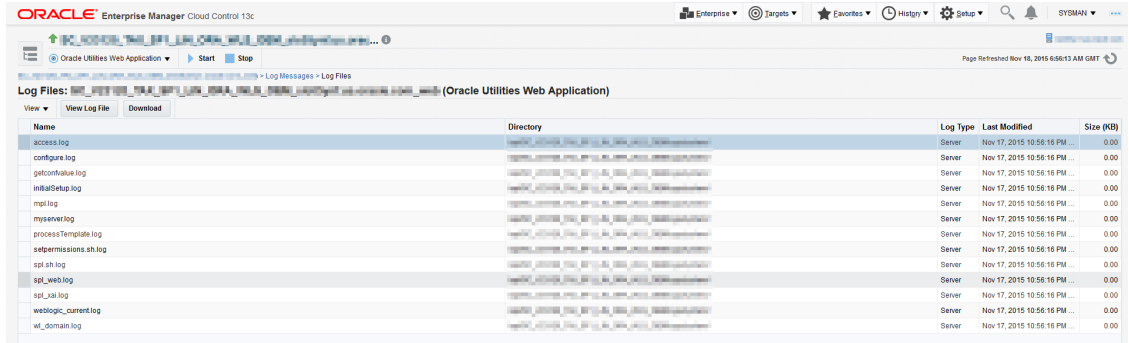 ORACLE® Enterprise Manager Cloud Control 13c
Enterprise ▼ Targets ▼ Favorites ▼ History ▼ Setup ▼ SYSMAN ▼ •••
...
Oracle Utilities Web Application ▼ Start Stop
Page Refreshed Nov 18, 2015 6:56:13 AM GMT
> Log Messages > Log Files
Log Files: (Oracle Utilities Web Application)
View ▼ View Log File Download
Name Directory Log Type Last Modified Size (KB)
access.log Server Nov 17, 2015 10:56:16 PM ... 0.00
configure.log Server Nov 17, 2015 10:56:16 PM ... 0.00
getconfvalue.log Server Nov 17, 2015 10:56:16 PM ... 0.00
initialSetup.log Server Nov 17, 2015 10:56:16 PM ... 0.00
mpl.log Server Nov 17, 2015 10:56:16 PM ... 0.00
myserver.log Server Nov 17, 2015 10:56:16 PM ... 0.00
processTemplate.log Server Nov 17, 2015 10:56:16 PM ... 0.00
setpermissions.sh.log Server Nov 17, 2015 10:56:16 PM ... 0.00
spl.sh.log Server Nov 17, 2015 10:56:16 PM ... 0.00
spl_web.log Server Nov 17, 2015 10:56:16 PM ... 0.00
spl_xai.log Server Nov 17, 2015 10:56:16 PM ... 0.00
weblogic_current.log Server Nov 17, 2015 10:56:16 PM ... 0.00
wl_domain.log Server Nov 17, 2015 10:56:16 PM ... 0.00